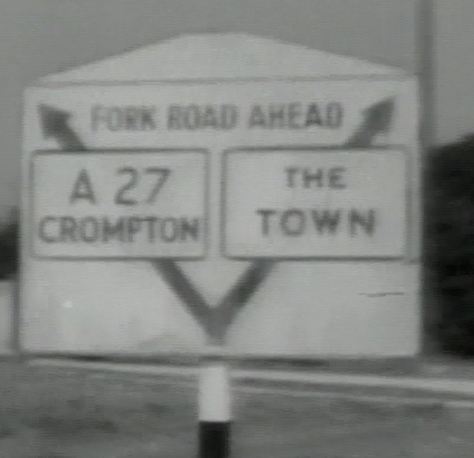 FORK ROAD AHEAD
A 27
CROMPTON
THE
TOWN